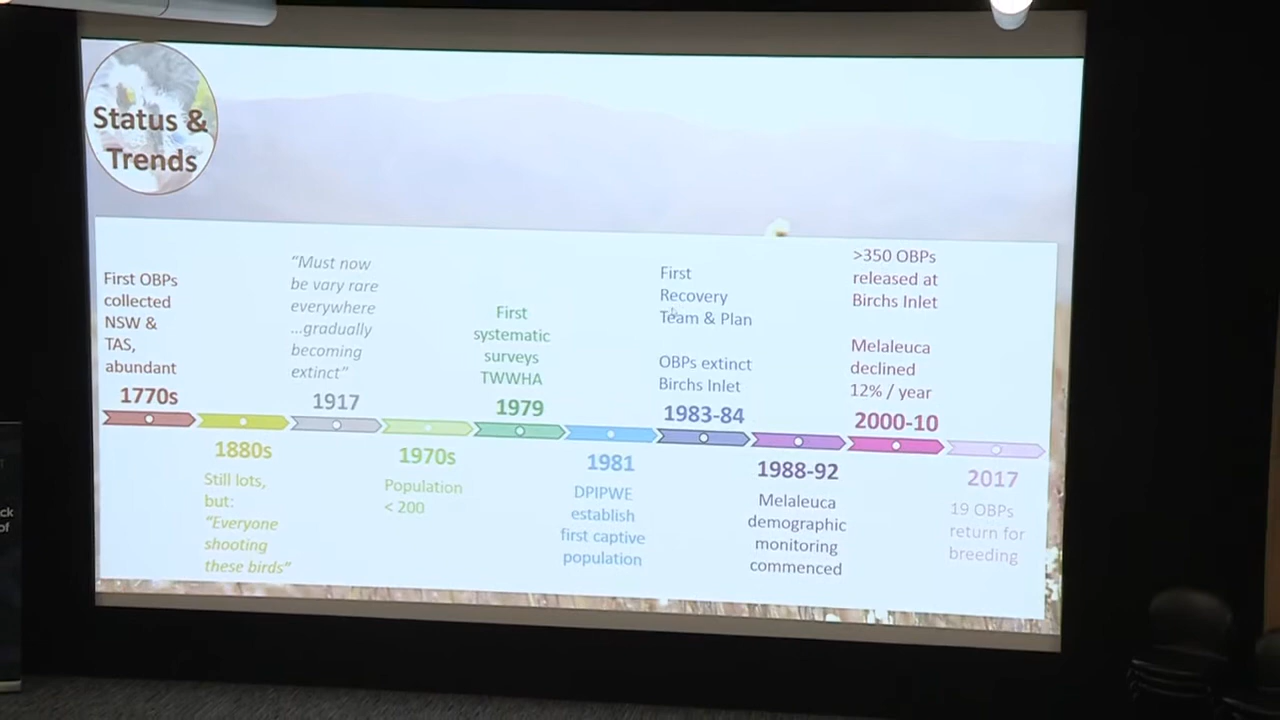 Status &
Trends
First OBPs
collected
NSW &
TAS,
abundant
1770s
1880s
Still lots,
but:
"Everyone
shooting
these birds"
"Must now
be vary rare
everywhere
...gradually
becoming
extinct"
1917
1970s
Population
< 200
First
systematic
surveys
TWWHA
1979
1981
DPIPWE
establish
first captive
population
First
Recovery
Team & Plan
OBPs extinct
Birchs Inlet
1983-84
1988-92
Melaleuca
demographic
monitoring
commenced
>350 OBPs
released at
Birchs Inlet
Melaleuca
declined
12% / year
2000-10
2017
19 OBPs
return for
breeding
ck
of